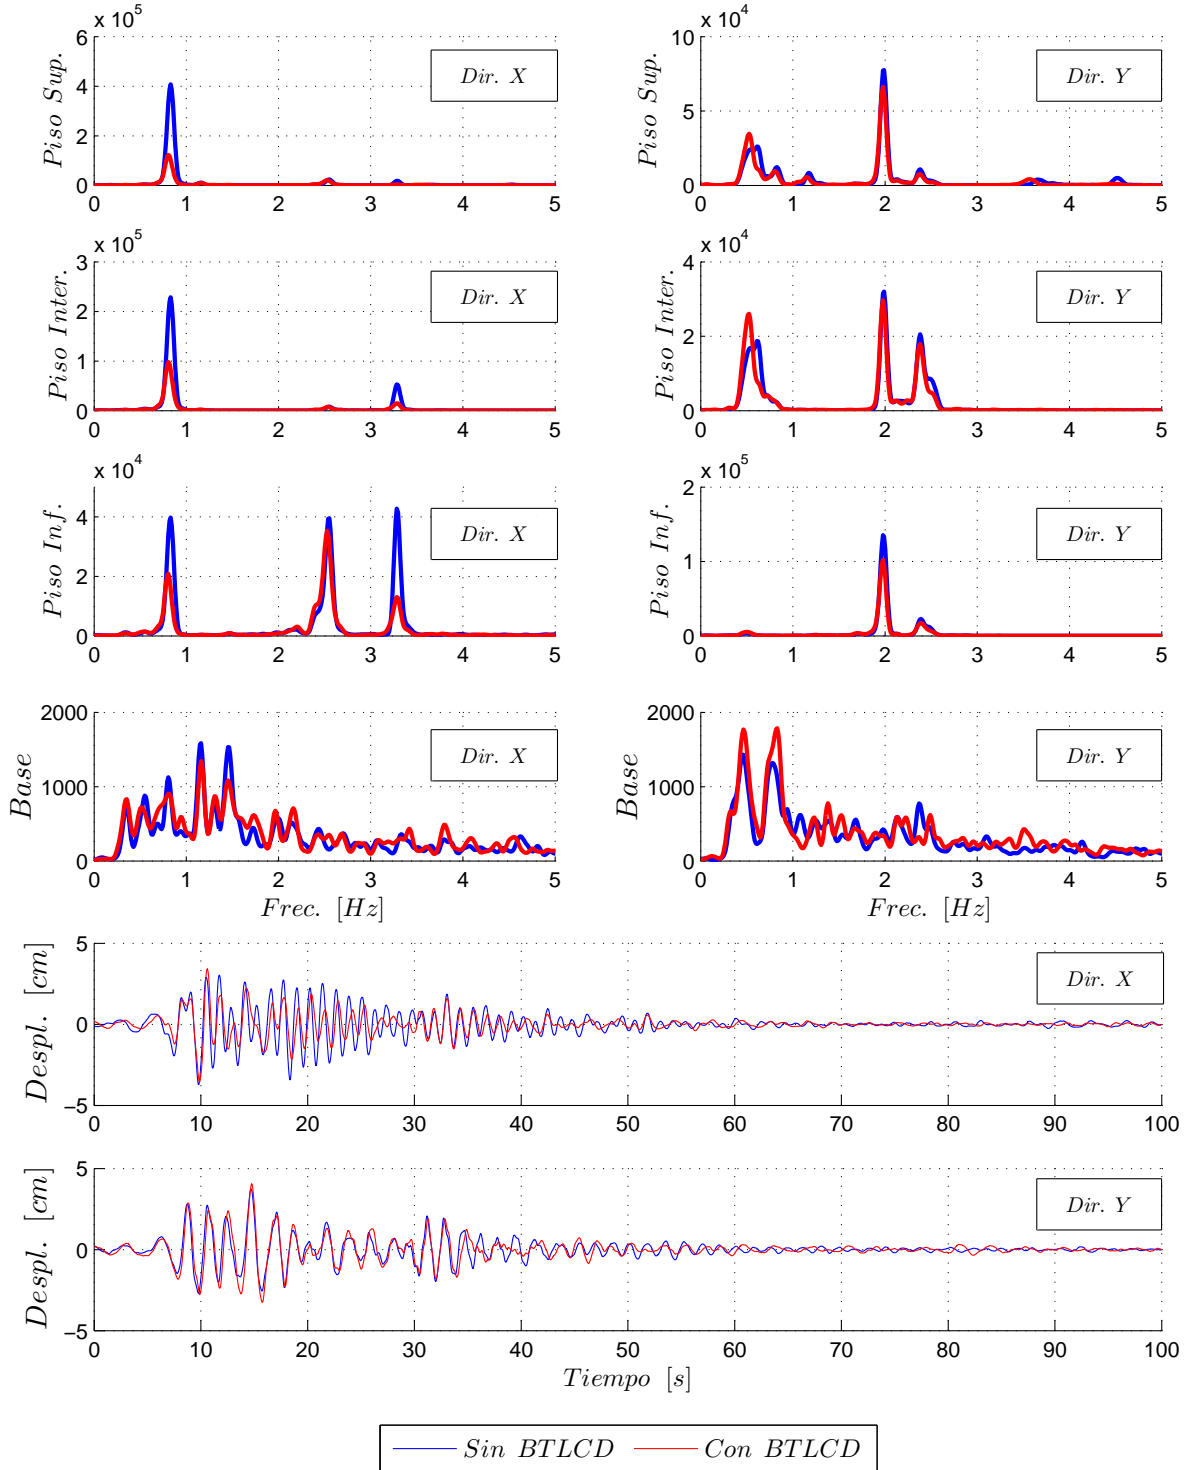 x 10^5
Piso Sup.
6
4
2
0
0 1 2 3 4 5
Dir. X
x 10^4
Piso Sup.
10
5
0
0 1 2 3 4 5
Dir. Y
x 10^5
Piso Inter.
3
2
1
0
0 1 2 3 4 5
Dir. X
x 10^4
Piso Inter.
4
2
0
0 1 2 3 4 5
Dir. Y
x 10^4
Piso Inf.
4
2
0
0 1 2 3 4 5
Dir. X
x 10^5
Piso Inf.
2
1
0
0 1 2 3 4 5
Dir. Y
Base
2000
1000
0
0 1 2 3 4 5
Frec. [Hz]
Dir. X
Base
2000
1000
0
0 1 2 3 4 5
Frec. [Hz]
Dir. Y
Despl. [cm]
5
0
−5
0 10 20 30 40 50 60 70 80 90 100
Dir. X
Despl. [cm]
5
0
−5
0 10 20 30 40 50 60 70 80 90 100
Dir. Y
Tiempo [s]
Sin BTLCD Con BTLCD